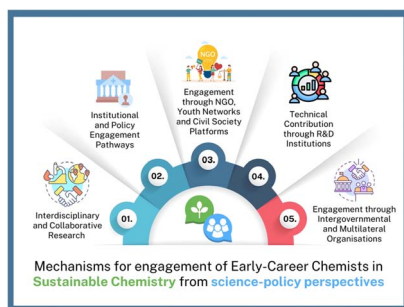 01.
Interdisciplinary
and Collaborative
Research
02.
Institutional
and Policy
Engagement
Pathways
03.
NGO
Engagement
through NGO,
Youth Networks
and Civil Society
Platforms
04.
Technical
Contribution
through R&D
Institutions
05.
Engagement through
Intergovernmental
and Multilateral
Organisations
Mechanisms for engagement of Early-Career Chemists in
Sustainable Chemistry from science-policy perspectives